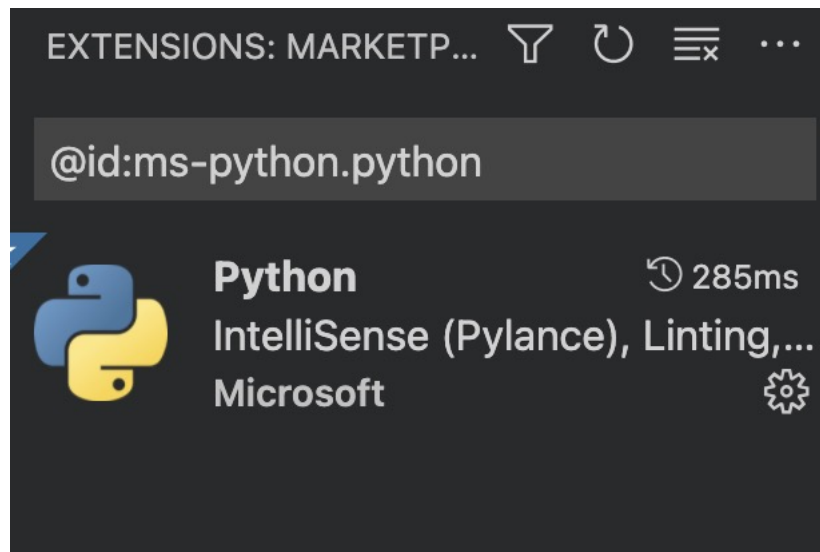 EXTENSIONS: MARKETP...
@id:ms-python.python
Python 285ms
IntelliSense (Pylance), Linting,...
Microsoft